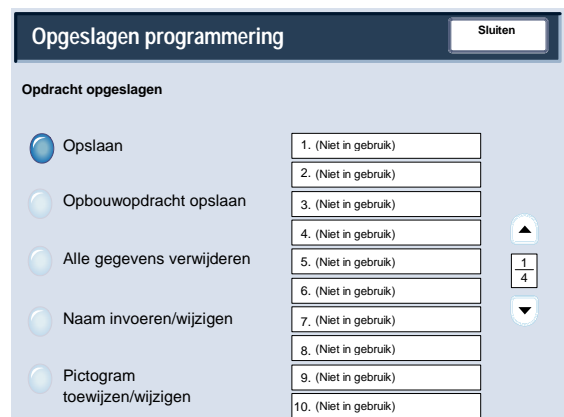 Opgeslagen programmering
Sluiten
Opdracht opgeslagen
Opslaan
Opbouwopdracht opslaan
Alle gegevens verwijderen
Naam invoeren/wijzigen
Pictogram
toewijzen/wijzigen
1. (Niet in gebruik)
2. (Niet in gebruik)
3. (Niet in gebruik)
4. (Niet in gebruik)
5. (Niet in gebruik)
6. (Niet in gebruik)
7. (Niet in gebruik)
8. (Niet in gebruik)
9. (Niet in gebruik)
10. (Niet in gebruik)
1
4